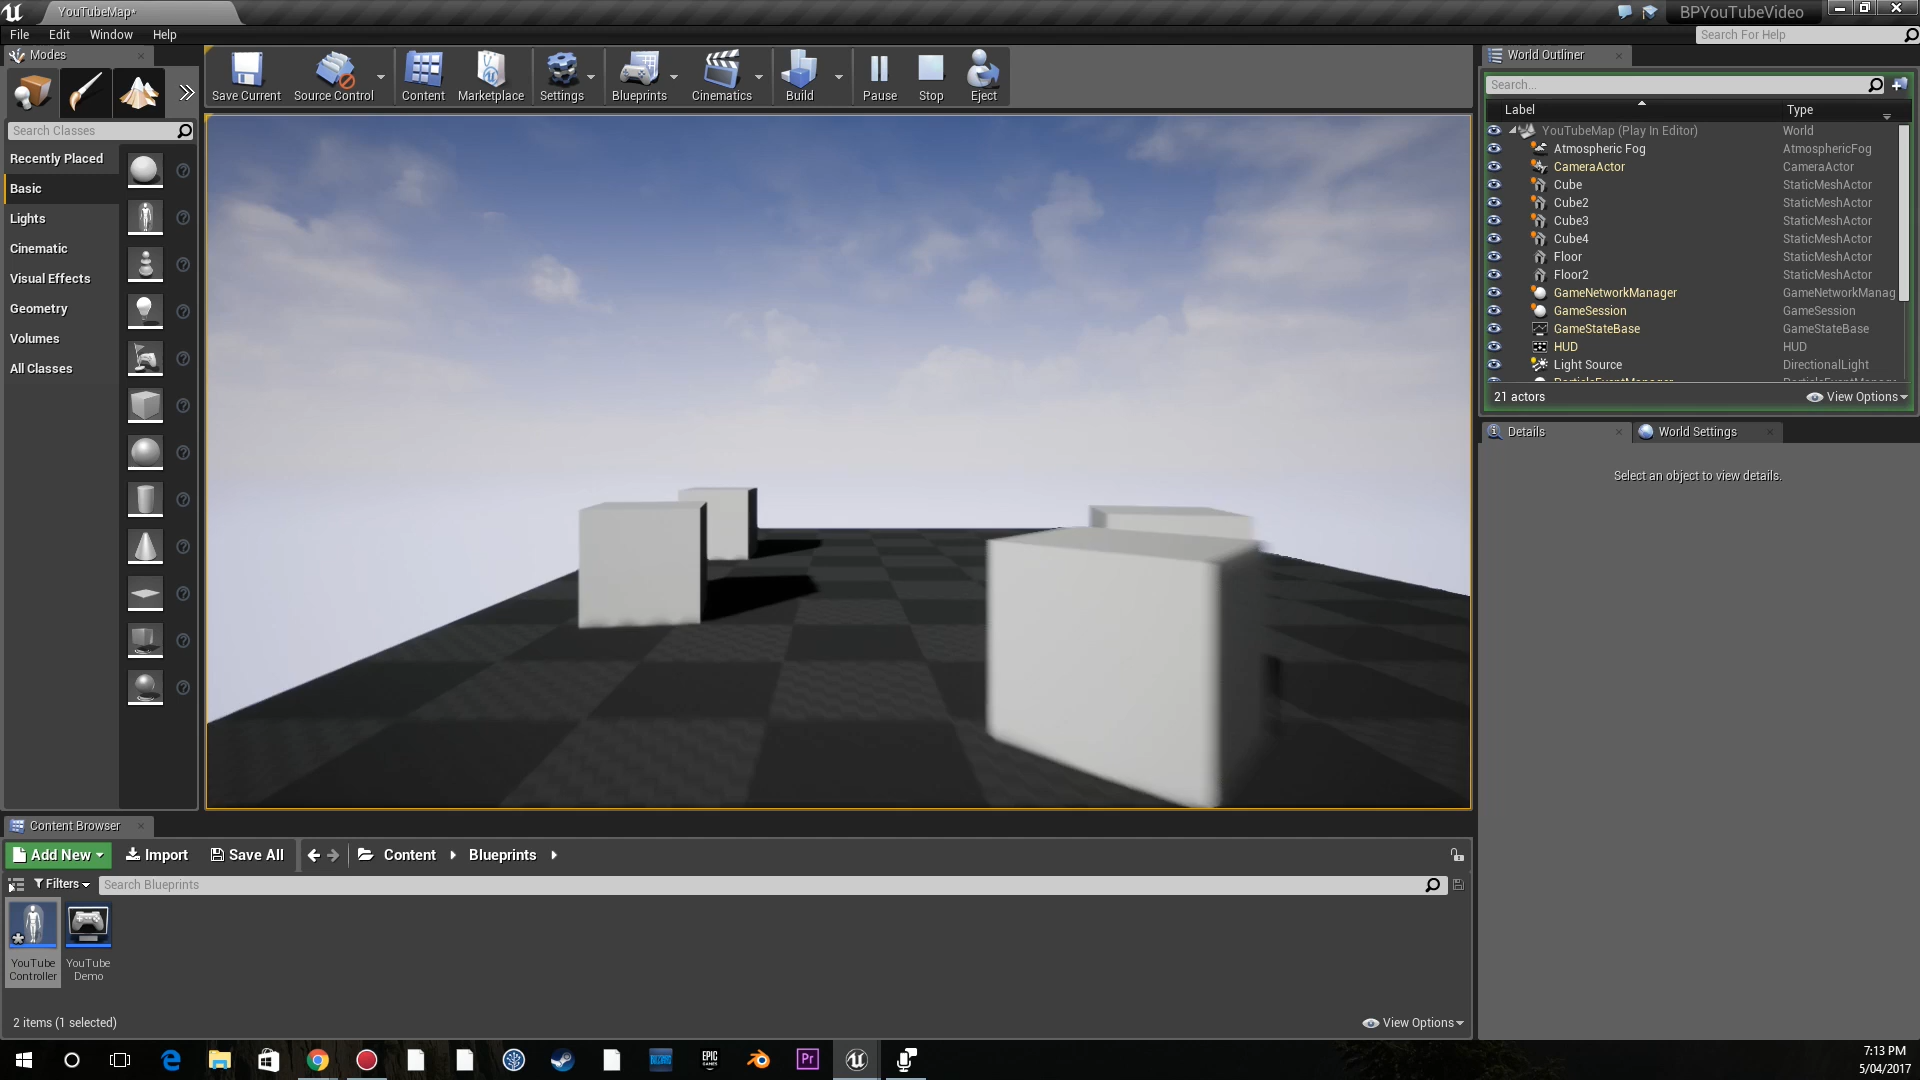 YouTubeMap*
BPYouTubeVideo
File Edit Window Help
Search For Help
Modes
Save Current
Source Control
Content
Marketplace
Settings
Blueprints
Cinematics
Build
Pause
Stop
Eject
Search Classes
Recently Placed
Basic
Lights
Cinematic
Visual Effects
Geometry
Volumes
All Classes
World Outliner
Search...
Label Type
YouTubeMap (Play In Editor) World
Atmospheric Fog AtmosphericFog
CameraActor CameraActor
Cube StaticMeshActor
Cube2 StaticMeshActor
Cube3 StaticMeshActor
Cube4 StaticMeshActor
Floor StaticMeshActor
Floor2 StaticMeshActor
GameNetworkManager GameNetworkManag
GameSession GameSession
GameStateBase GameStateBase
HUD HUD
Light Source DirectionalLight
21 actors
View Options
Details
World Settings
Select an object to view details.
Content Browser
Add New
Import
Save All
Content
Blueprints
Filters
Search Blueprints
YouTube
Controller
YouTube
Demo
2 items (1 selected)
View Options
EPIC
GAMES
Pr
7:13 PM
5/04/2017